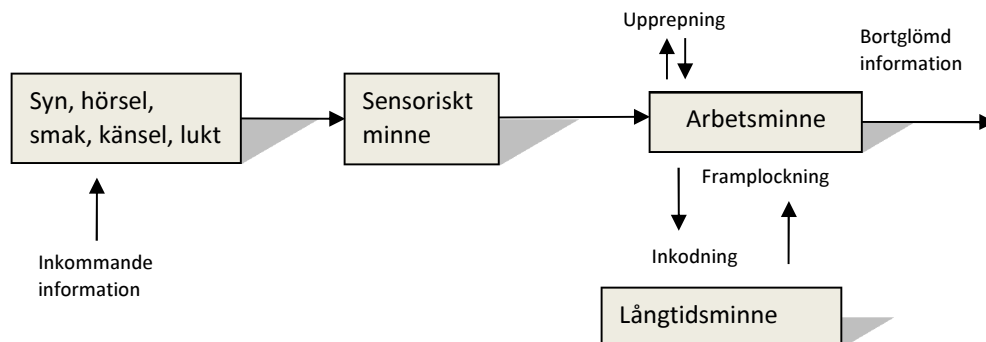 Upprepning
Bortglömd
information
Syn, hörsel,
smak, känsel, lukt
Sensoriskt
minne
Arbetsminne
Framplockning
Inkodning
Inkommande
information
Långtidsminne